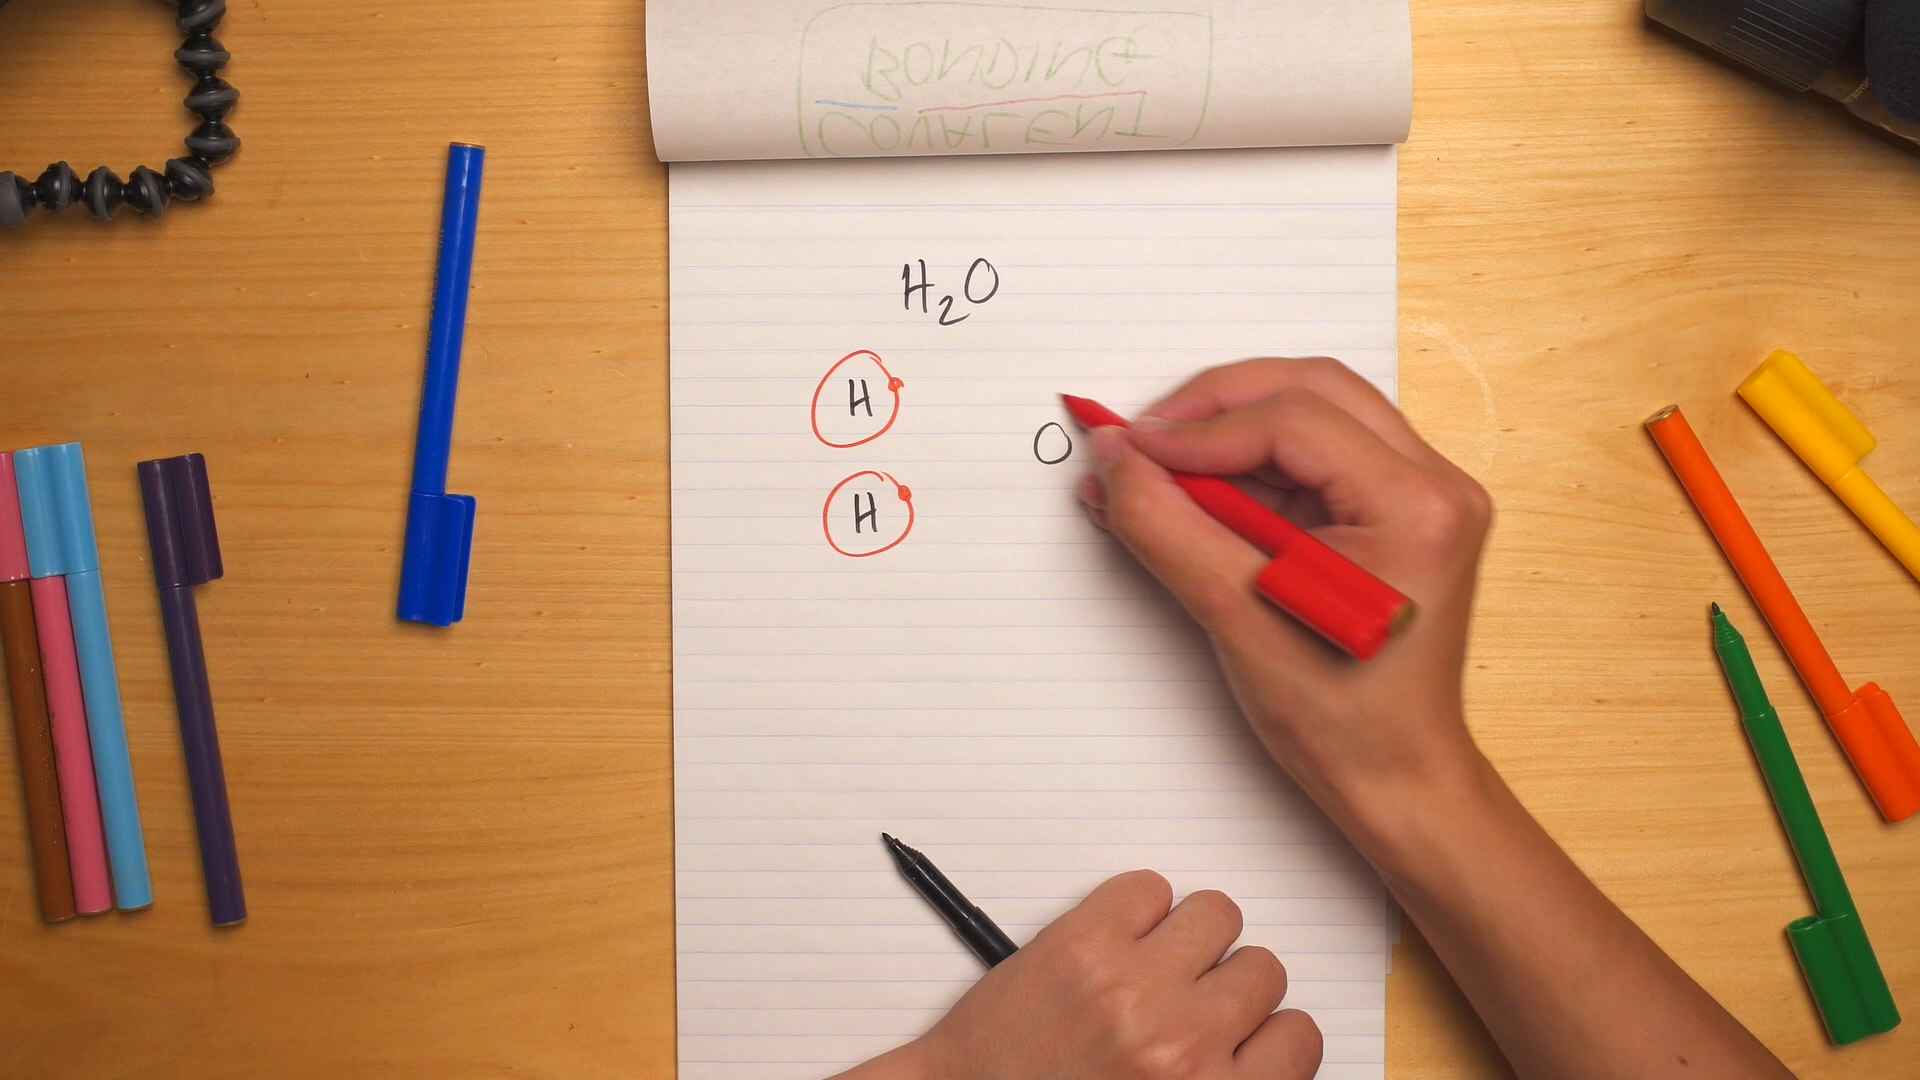 COVALENT
BONDING
H₂O
H
O
H